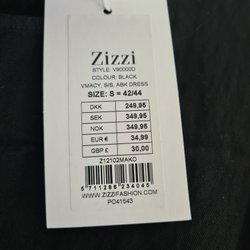 Zizzi
STYLE: V90000D
COLOUR: BLACK
VMACY, S/S, ABK DRESS
SIZE: S = 42/44
DKK 249,95
SEK 349,95
NOK 349,95
EUR € 34,99
GBP £ 30,00
Z12102MAKO
5711286234045
WWW.ZIZZIFASHION.COM
PO41543